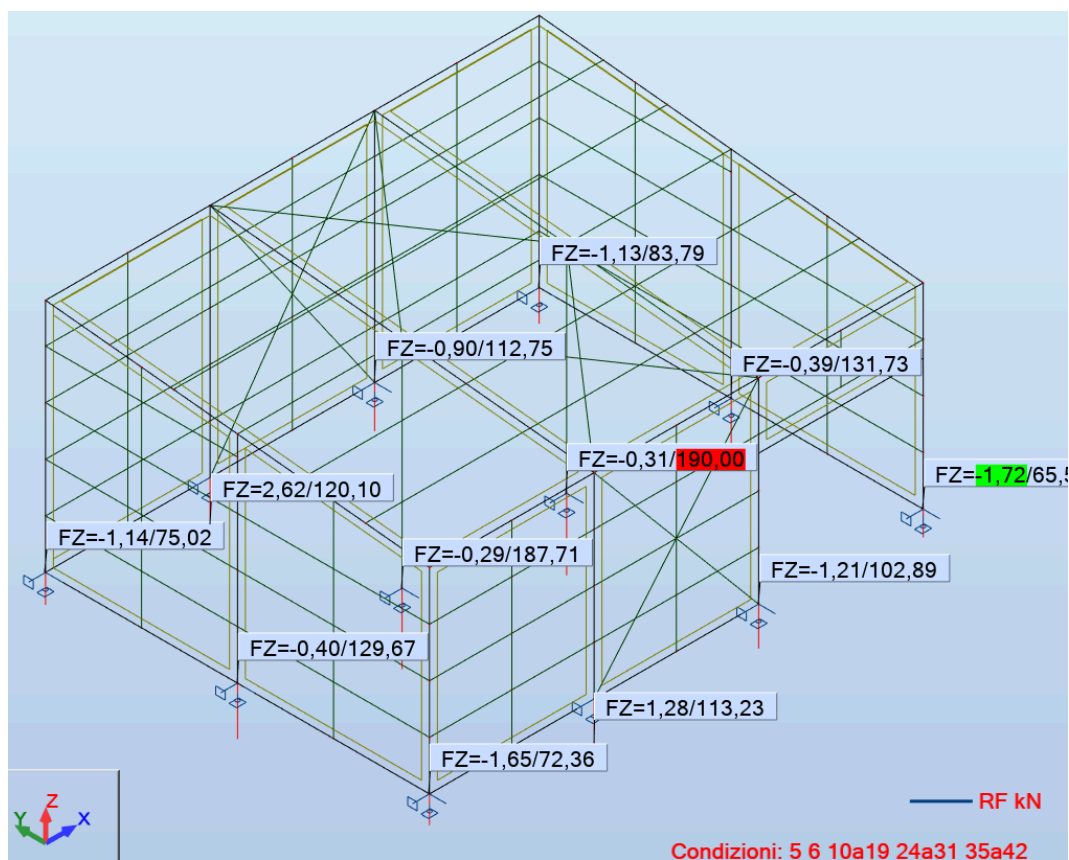 FZ=-1,13/83,79
FZ=-0,90/112,75
FZ=-0,39/131,73
FZ=-0,31/190,00
FZ=-1,72/65,5
FZ=2,62/120,10
FZ=-1,14/75,02
FZ=-0,29/187,71
FZ=-1,21/102,89
FZ=-0,40/129,67
FZ=1,28/113,23
FZ=-1,65/72,36
Z
Y X
RF kN
Condizioni: 5 6 10a19 24a31 35a42